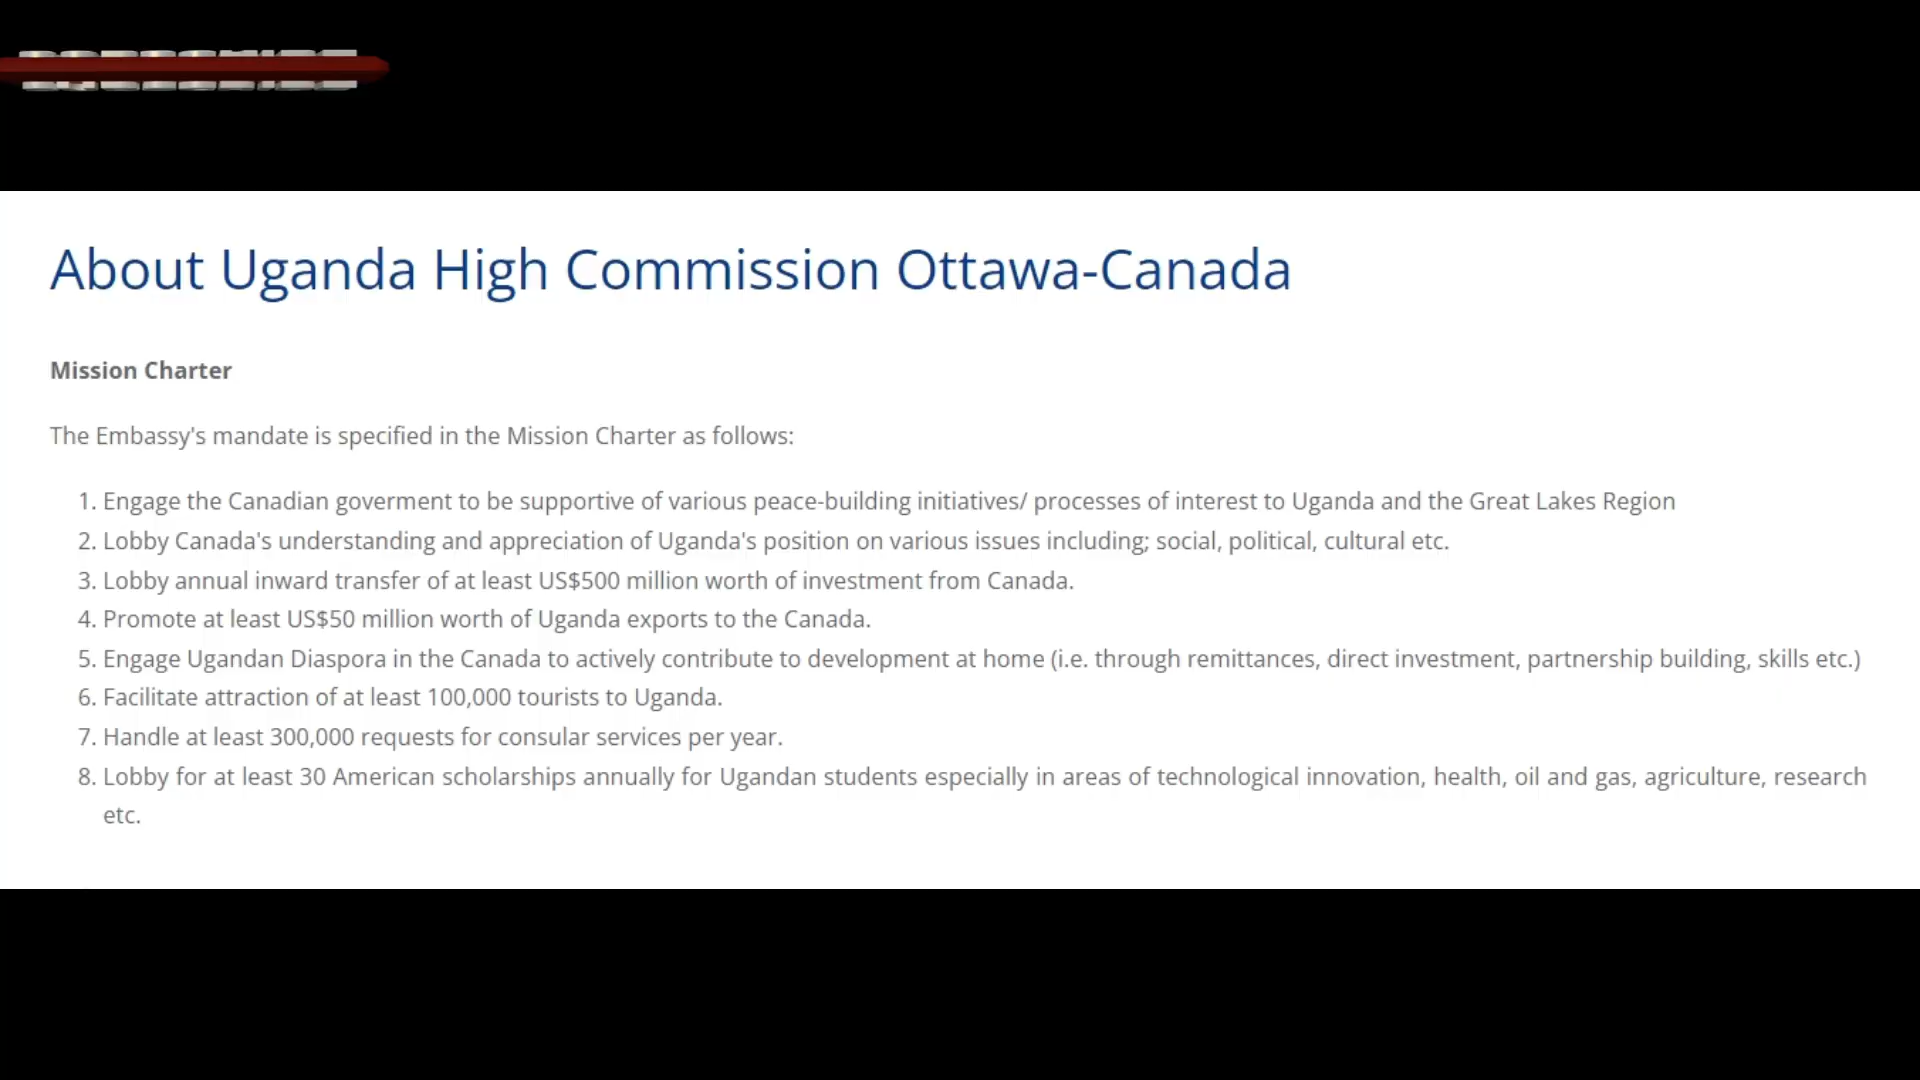 About Uganda High Commission Ottawa-Canada
Mission Charter
The Embassy's mandate is specified in the Mission Charter as follows:
1. Engage the Canadian goverment to be supportive of various peace-building initiatives/ processes of interest to Uganda and the Great Lakes Region
2. Lobby Canada's understanding and appreciation of Uganda's position on various issues including; social, political, cultural etc.
3. Lobby annual inward transfer of at least US$500 million worth of investment from Canada.
4. Promote at least US$50 million worth of Uganda exports to the Canada.
5. Engage Ugandan Diaspora in the Canada to actively contribute to development at home (i.e. through remittances, direct investment, partnership building, skills etc.)
6. Facilitate attraction of at least 100,000 tourists to Uganda.
7. Handle at least 300,000 requests for consular services per year.
8. Lobby for at least 30 American scholarships annually for Ugandan students especially in areas of technological innovation, health, oil and gas, agriculture, research
etc.